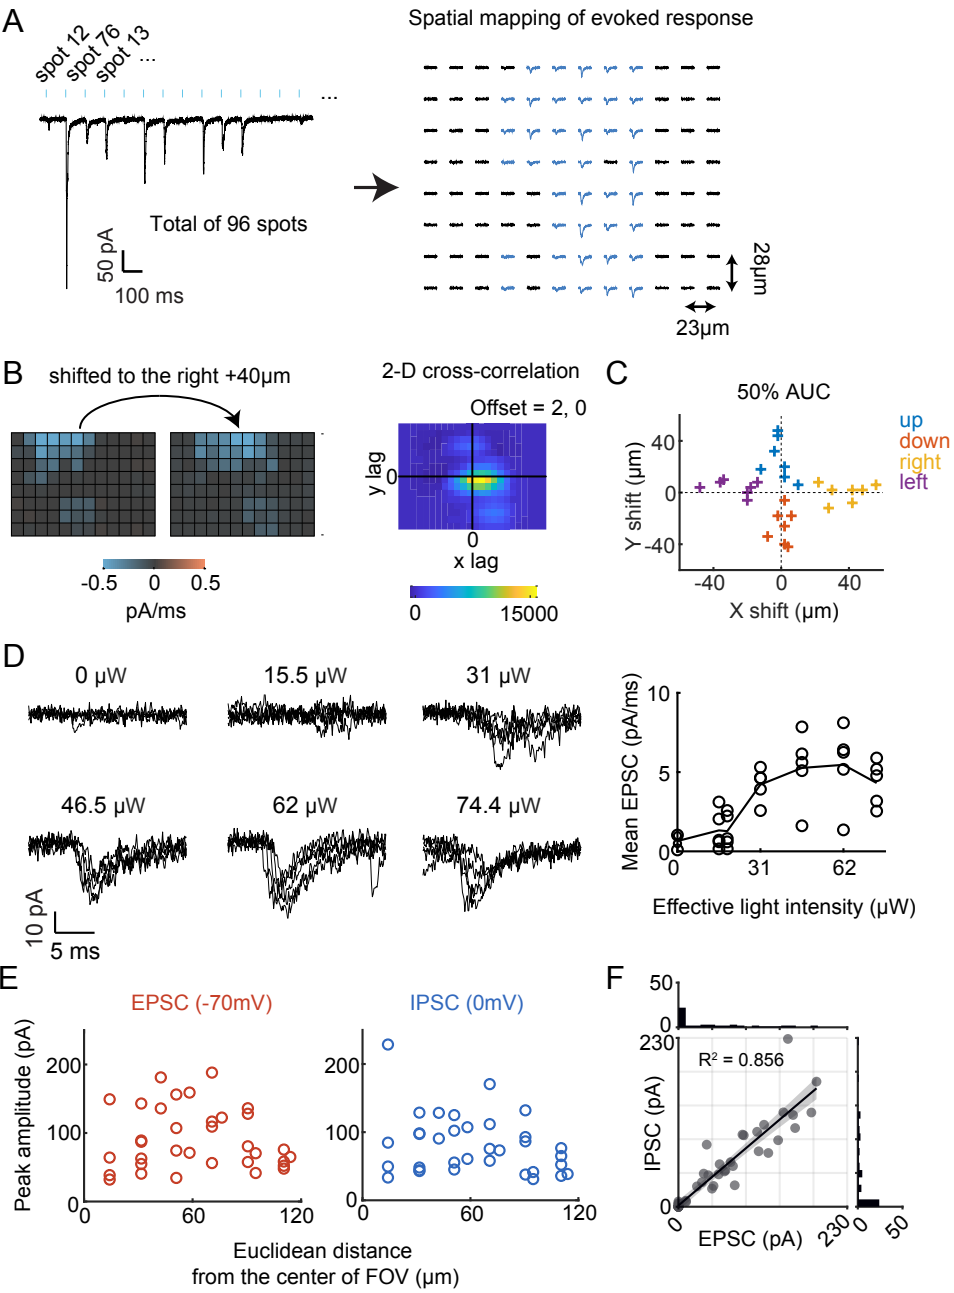 A
Spatial mapping of evoked response
spot 12
spot 76
spot 13
...
...
Total of 96 spots
50 pA
100 ms
28µm
23µm
B
shifted to the right +40µm
2-D cross-correlation
Offset = 2, 0
y lag
0
0
x lag
-0.5 0 0.5
pA/ms
0 15000
C
50% AUC
up
down
right
left
Y shift (µm)
40
0
-40
-40 0 40
X shift (µm)
D
0 µW
15.5 µW
31 µW
46.5 µW
62 µW
74.4 µW
10 pA
5 ms
Mean EPSC (pA/ms)
10
5
0
0 31 62
Effective light intensity (µW)
E
EPSC (-70mV)
IPSC (0mV)
Peak amplitude (pA)
200
100
0
0 60 120
200
100
0
0 60 120
Euclidean distance
from the center of FOV (µm)
F
50
0
230
R² = 0.856
IPSC (pA)
0
0
EPSC (pA)
230
0
50